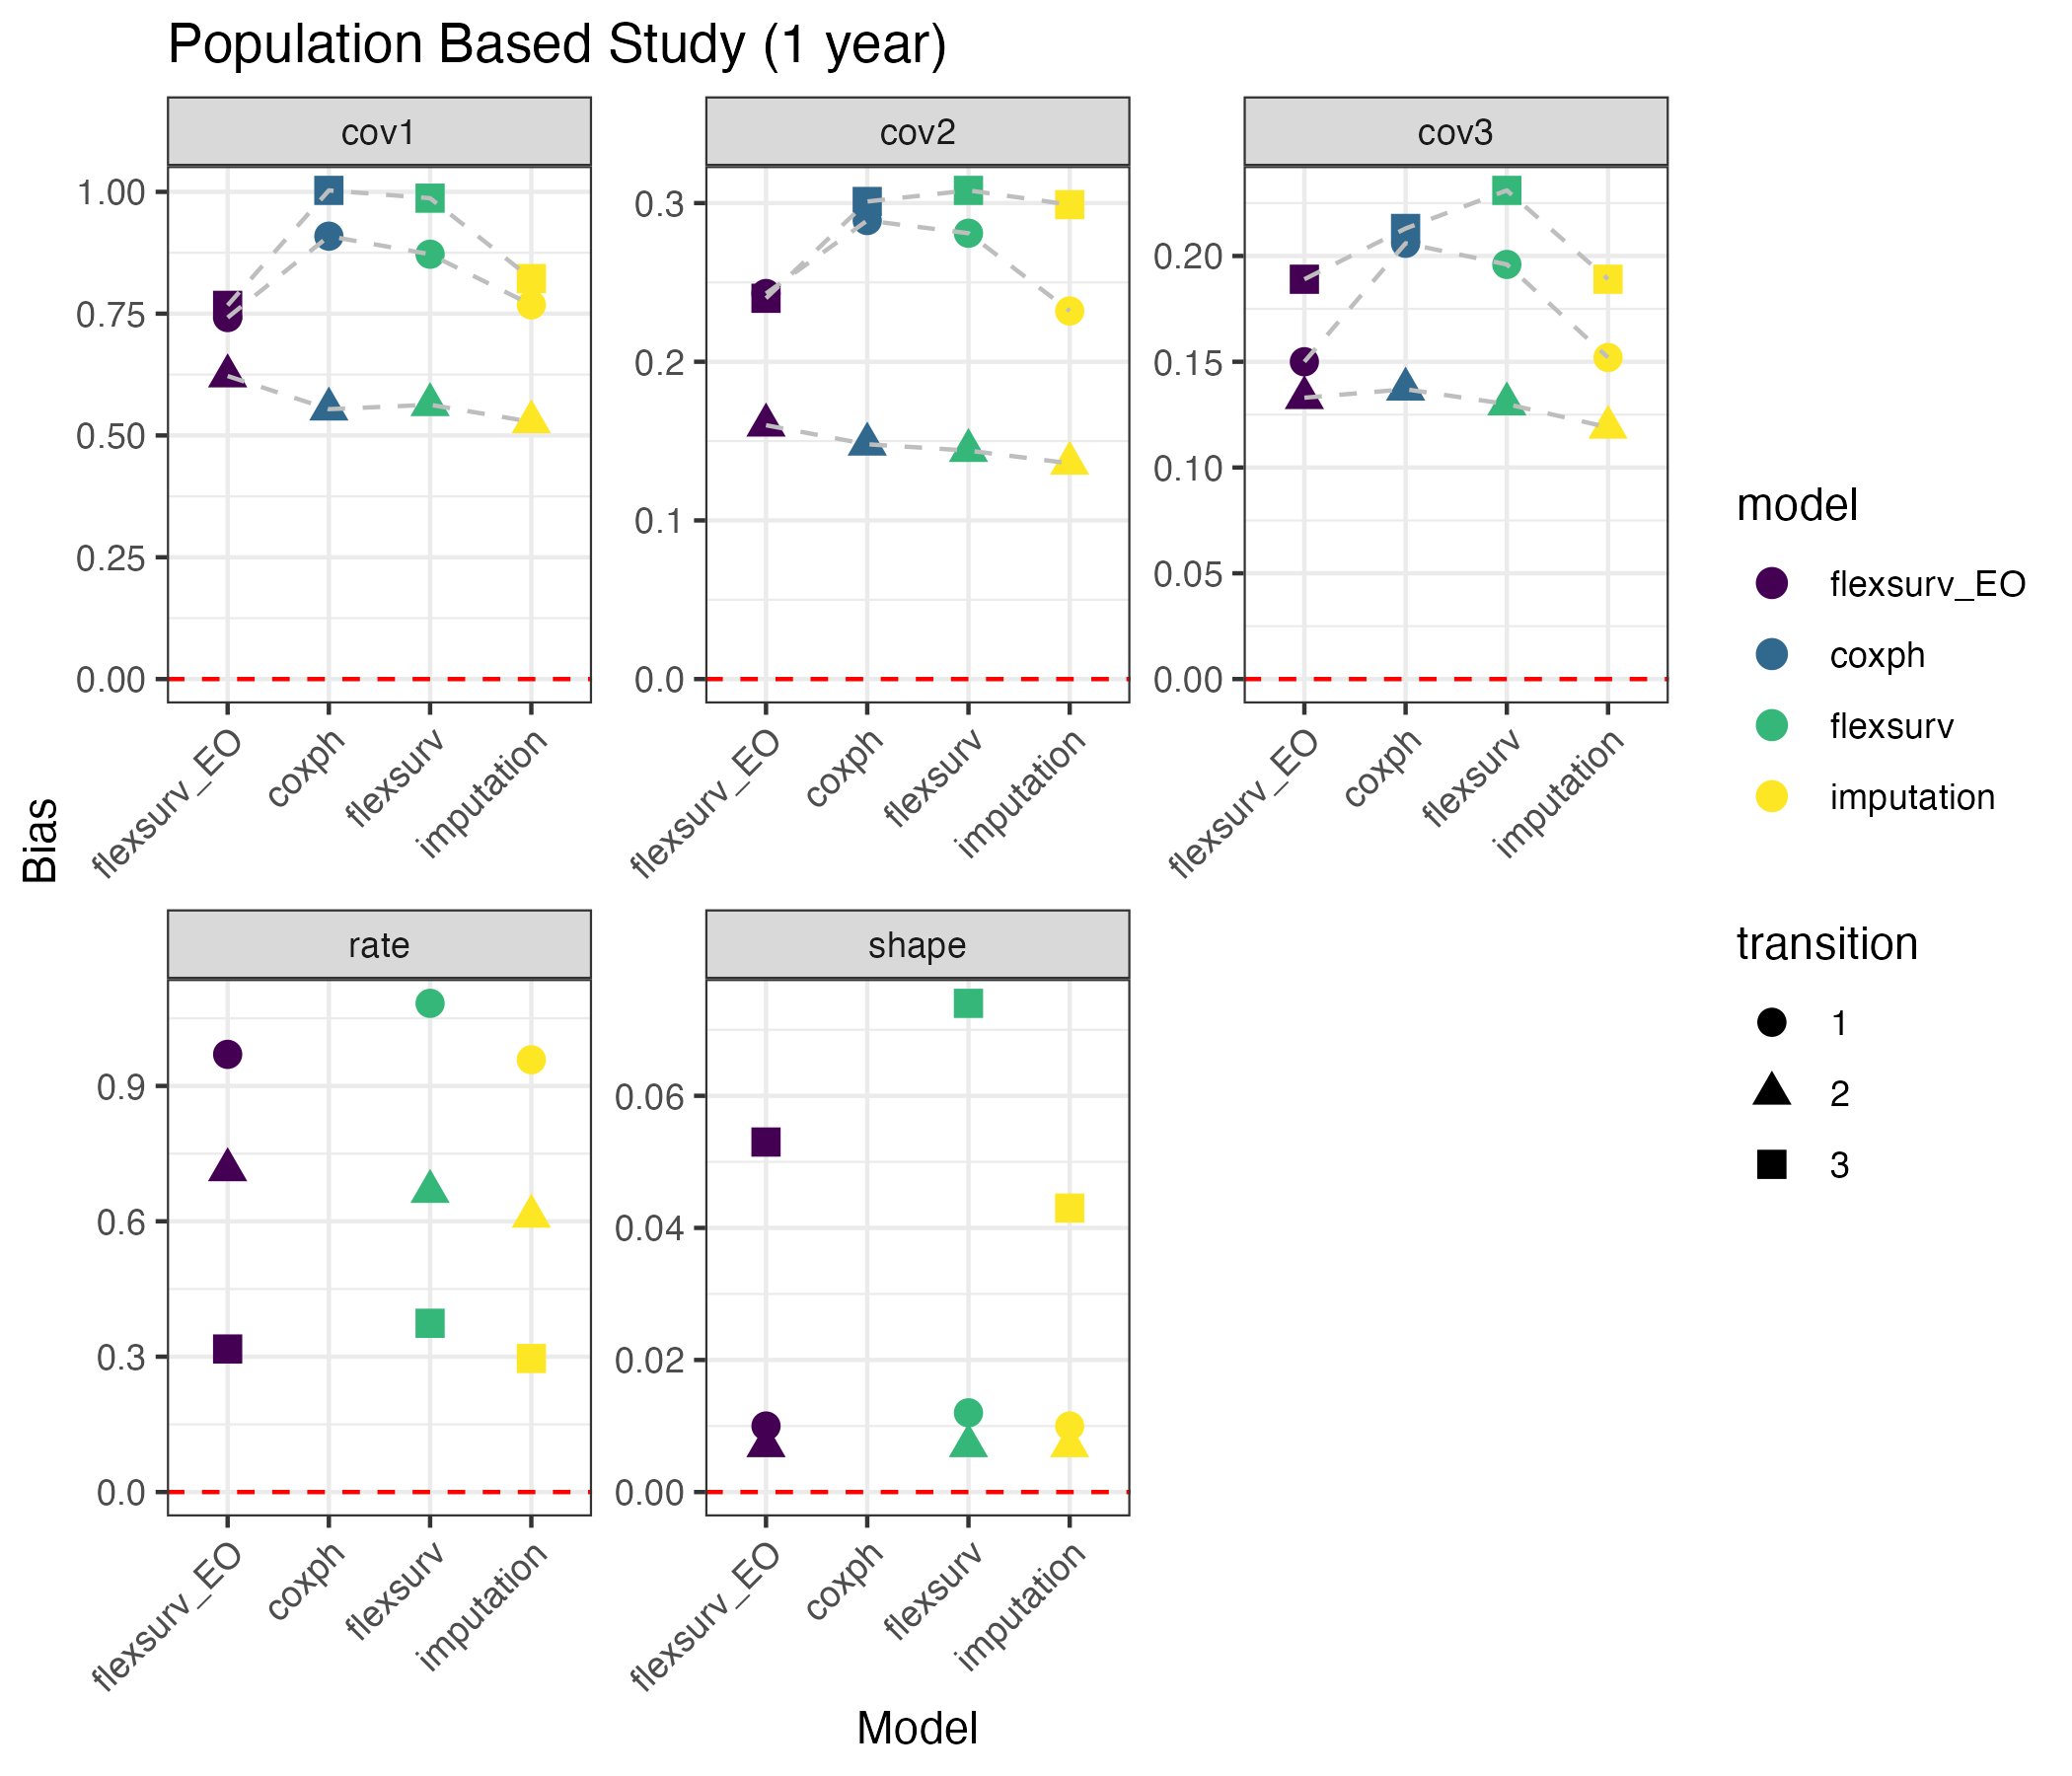 Population Based Study (1 year)
cov1
cov2
cov3
1.00
0.75
0.50
0.25
0.00
0.3
0.2
0.1
0.0
0.20
0.15
0.10
0.05
0.00
flexsurv_EO
coxph
flexsurv
imputation
flexsurv_EO
coxph
flexsurv
imputation
flexsurv_EO
coxph
flexsurv
imputation
Bias
rate
shape
0.9
0.6
0.3
0.0
0.06
0.04
0.02
0.00
flexsurv_EO
coxph
flexsurv
imputation
flexsurv_EO
coxph
flexsurv
imputation
Model
model
flexsurv_EO
coxph
flexsurv
imputation
transition
1
2
3